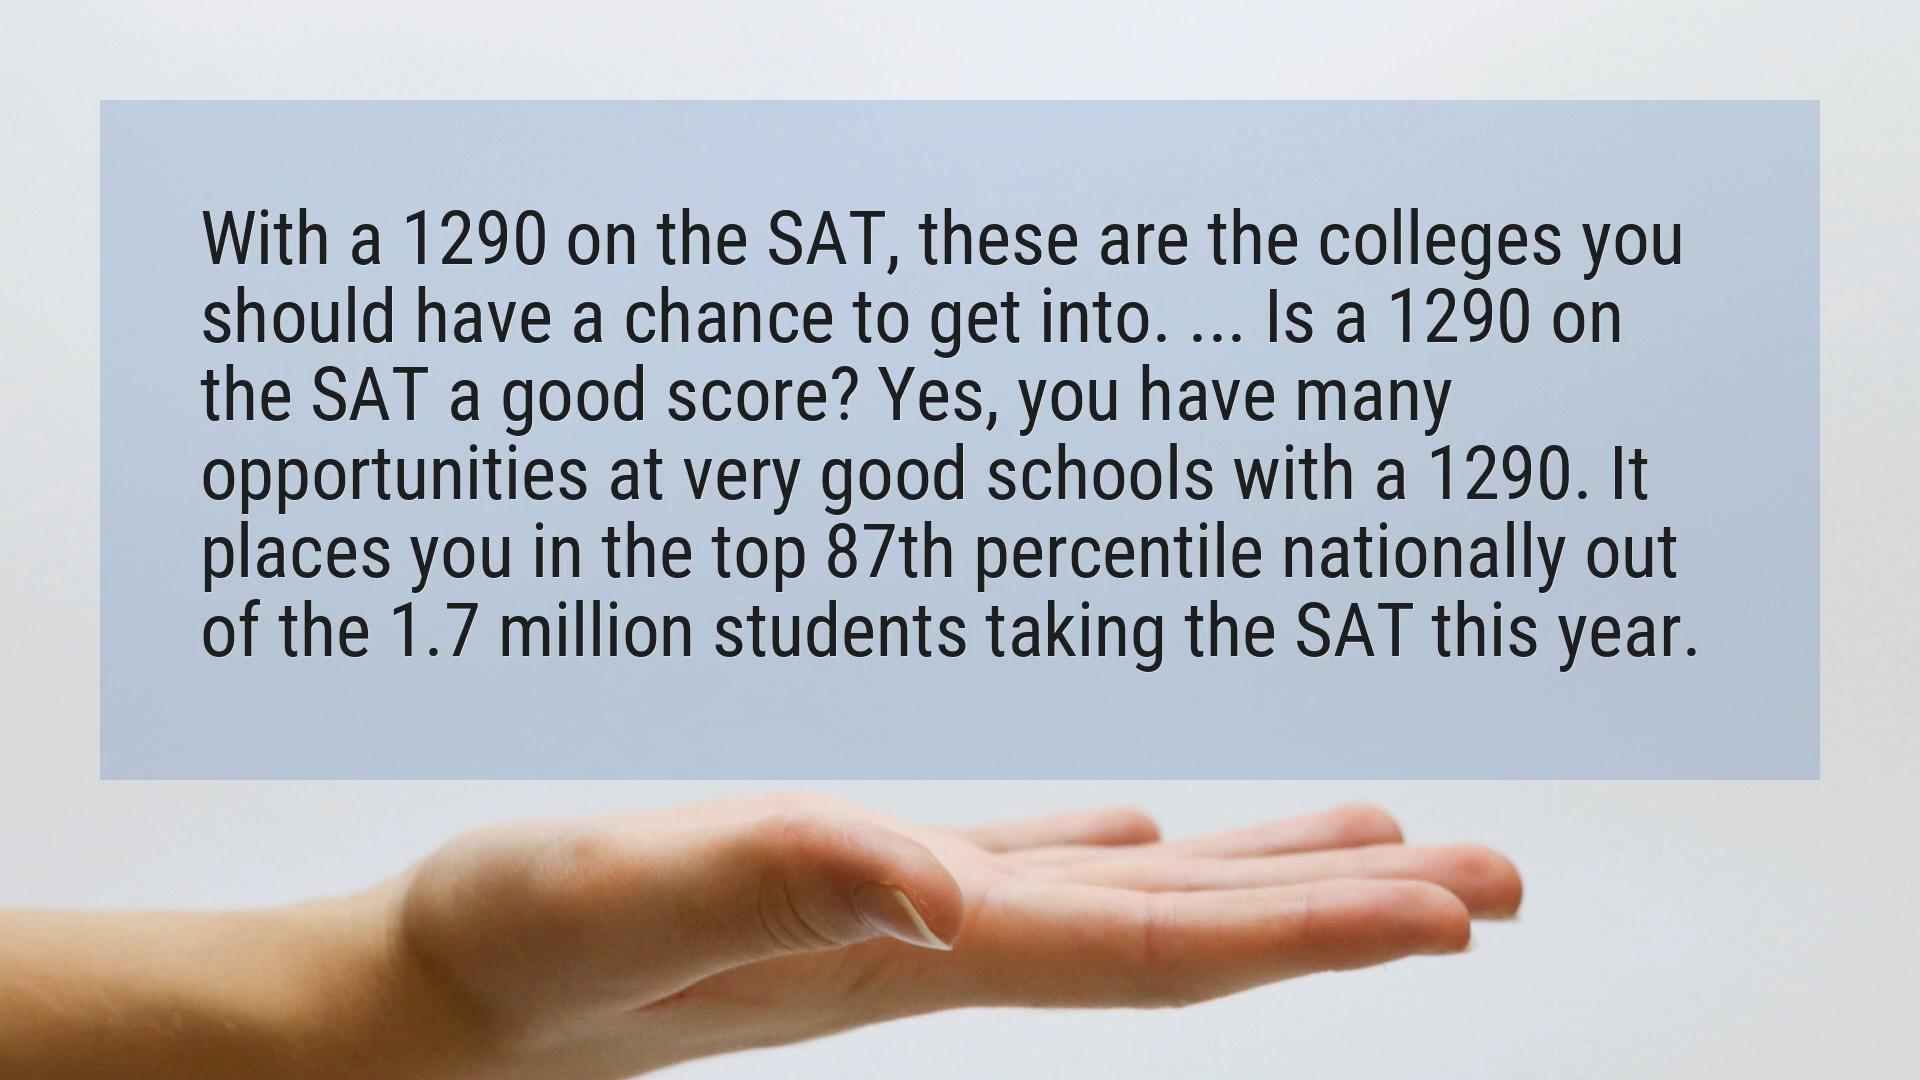 With a 1290 on the SAT, these are the colleges you
should have a chance to get into. ... Is a 1290 on
the SAT a good score? Yes, you have many
opportunities at very good schools with a 1290. It
places you in the top 87th percentile nationally out
of the 1.7 million students taking the SAT this year.